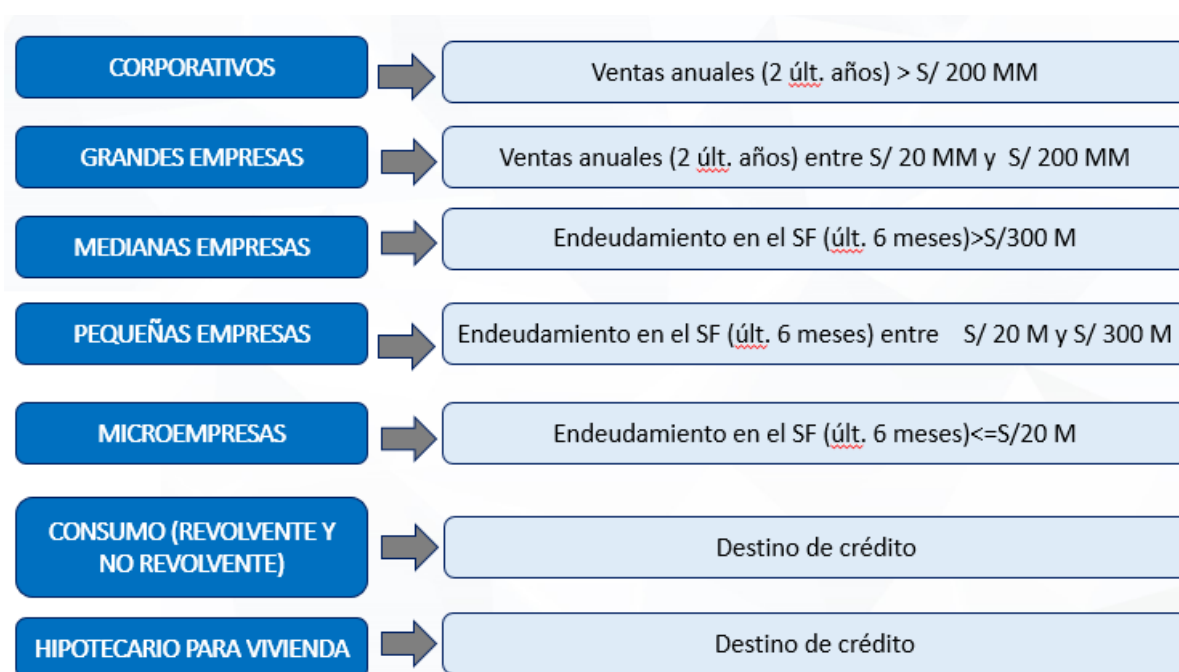 CORPORATIVOS
Ventas anuales (2 últ. años) > S/ 200 MM
GRANDES EMPRESAS
Ventas anuales (2 últ. años) entre S/ 20 MM y S/ 200 MM
MEDIANAS EMPRESAS
Endeudamiento en el SF (últ. 6 meses)>S/300 M
PEQUEÑAS EMPRESAS
Endeudamiento en el SF (últ. 6 meses) entre S/ 20 M y S/ 300 M
MICROEMPRESAS
Endeudamiento en el SF (últ. 6 meses)<=S/20 M
CONSUMO (REVOLVENTE Y
NO REVOLVENTE)
Destino de crédito
HIPOTECARIO PARA VIVIENDA
Destino de crédito